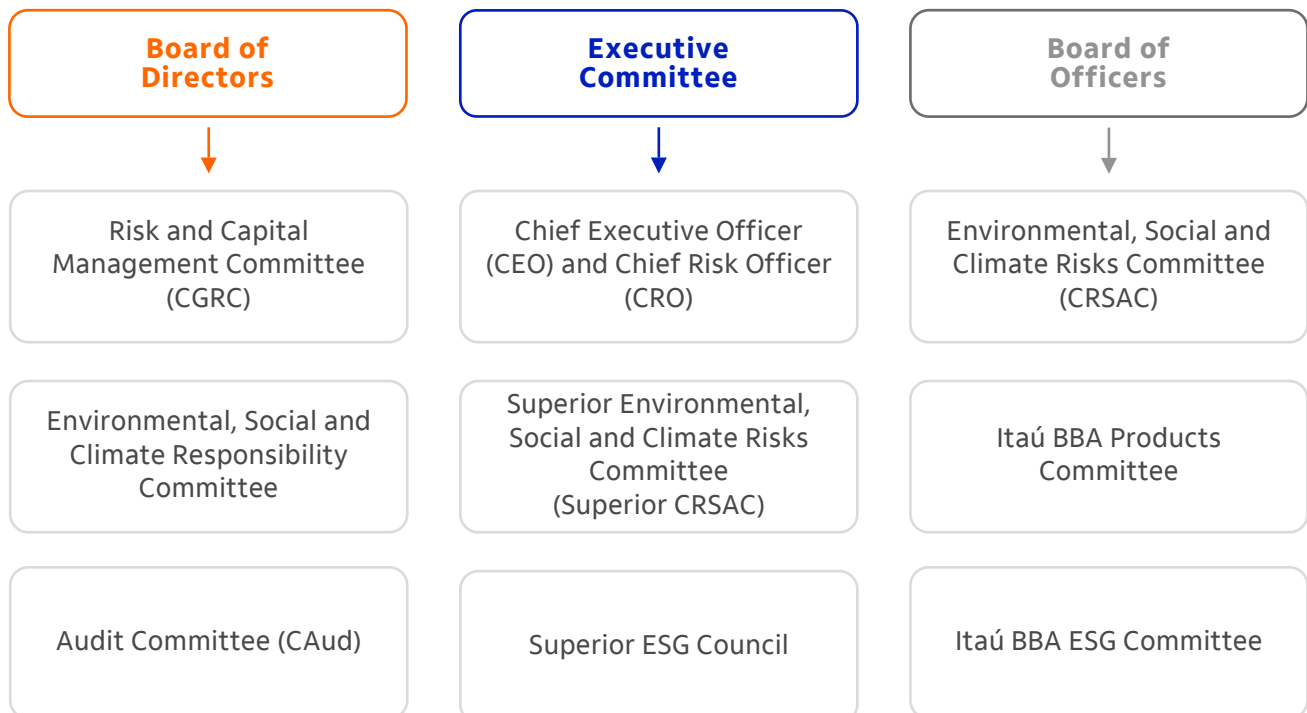 Board of
Directors
Executive
Committee
Board of
Officers
Risk and Capital
Management Committee
(CGRC)
Chief Executive Officer
(CEO) and Chief Risk Officer
(CRO)
Environmental, Social and
Climate Risks Committee
(CRSAC)
Environmental, Social and
Climate Responsibility
Committee
Superior Environmental,
Social and Climate Risks
Committee
(Superior CRSAC)
Itaú BBA Products
Committee
Audit Committee (CAud)
Superior ESG Council
Itaú BBA ESG Committee